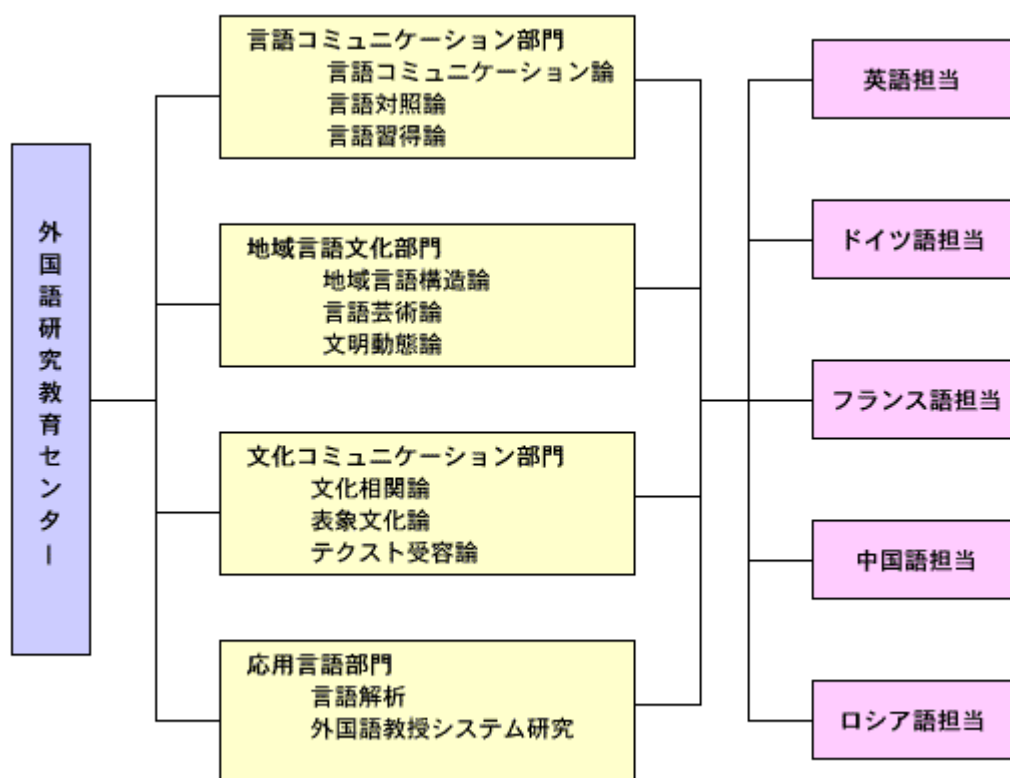 外国語研究教育センター
言語コミュニケーション部門
言語コミュニケーション論
言語対照論
言語習得論
地域言語文化部門
地域言語構造論
言語芸術論
文明動態論
文化コミュニケーション部門
文化相関論
表象文化論
テクスト受容論
応用言語部門
言語解析
外国語教授システム研究
英語担当
ドイツ語担当
フランス語担当
中国語担当
ロシア語担当